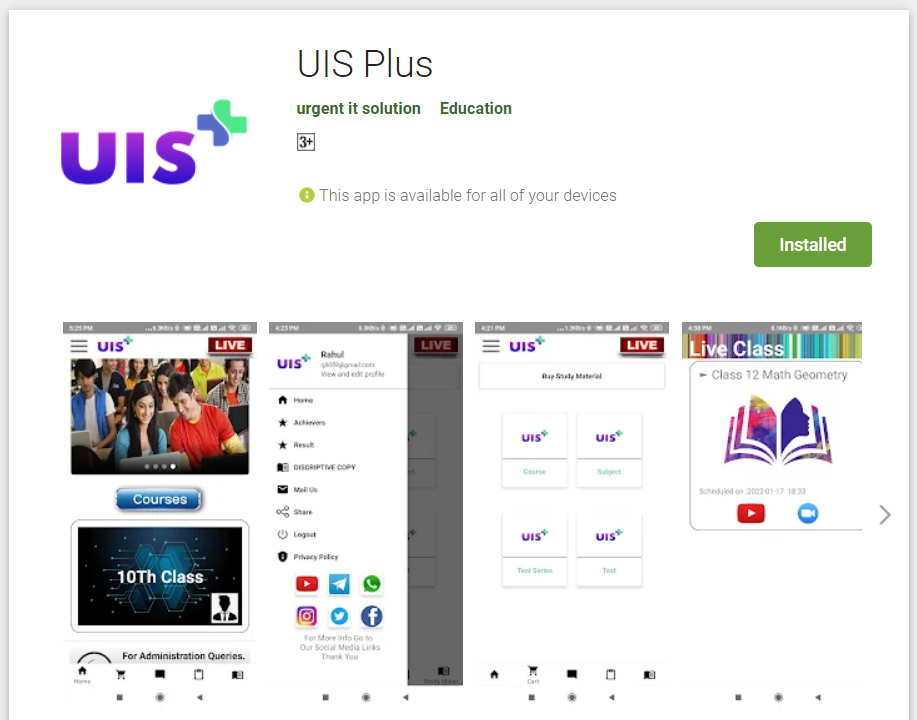 UIS Plus
urgent it solution Education
3+
This app is available for all of your devices
Installed
UIS
5:25 PM
UIS
LIVE
Courses
10Th Class
For Administration Queries.
Home
4:23 PM
LIVE
UIS
Rahul
View and edit profile
Home
Achievers
Result
DISCRIPTIVE COPY
Mail Us
Share
Logout
Privacy Policy
For More Info Go to
Our Social Media Links
Thank You
4:21 PM
UIS
LIVE
Buy Study Material
UIS UIS
Course Subject
UIS UIS
Test Series Test
Cart
4:38 PM
Live Class
Class 12 Math Geometry
Scheduled on :2022-01-17 18:33